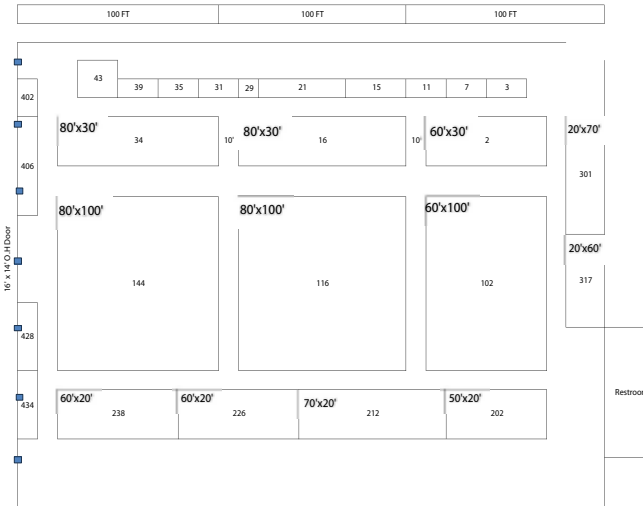 100 FT 100 FT 100 FT
43
39 35 31 29 21 15 11 7 3
402
80'x30' 34 10' 80'x30' 16 10' 60'x30' 2 20'x70'
406
301
80'x100' 80'x100' 60'x100'
16' x 14' O.H Door
20'x60'
144 116 102 317
428
434
60'x20' 60'x20' 70'x20' 50'x20'
238 226 212 202